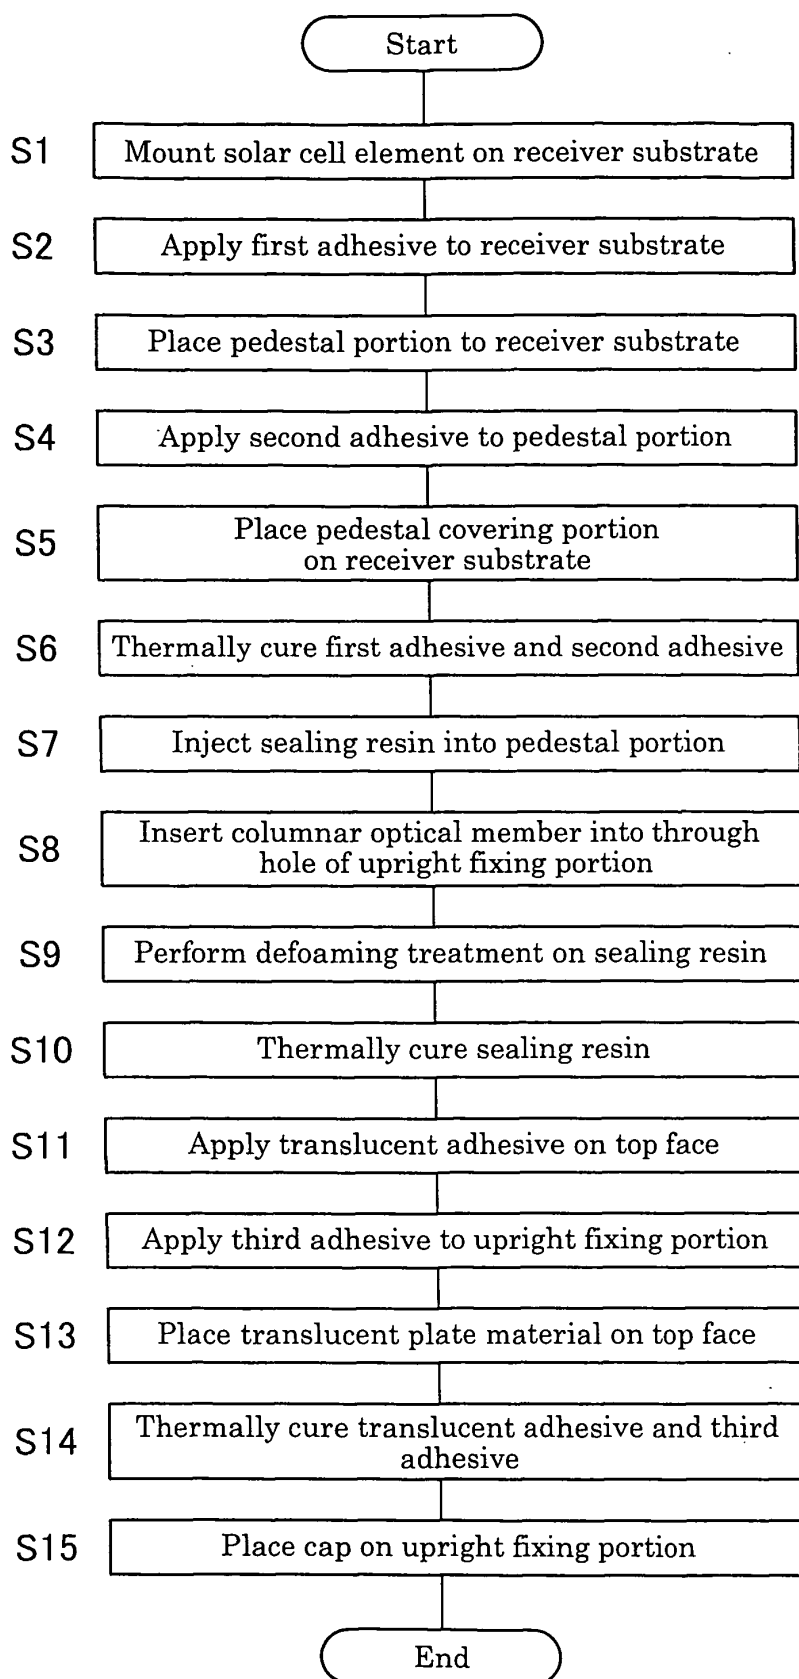 Start
S1 Mount solar cell element on receiver substrate
S2 Apply first adhesive to receiver substrate
S3 Place pedestal portion to receiver substrate
S4 Apply second adhesive to pedestal portion
S5 Place pedestal covering portion
on receiver substrate
S6 Thermally cure first adhesive and second adhesive
S7 Inject sealing resin into pedestal portion
S8 Insert columnar optical member into through
hole of upright fixing portion
S9 Perform defoaming treatment on sealing resin
S10 Thermally cure sealing resin
S11 Apply translucent adhesive on top face
S12 Apply third adhesive to upright fixing portion
S13 Place translucent plate material on top face
S14 Thermally cure translucent adhesive and third
adhesive
S15 Place cap on upright fixing portion
End